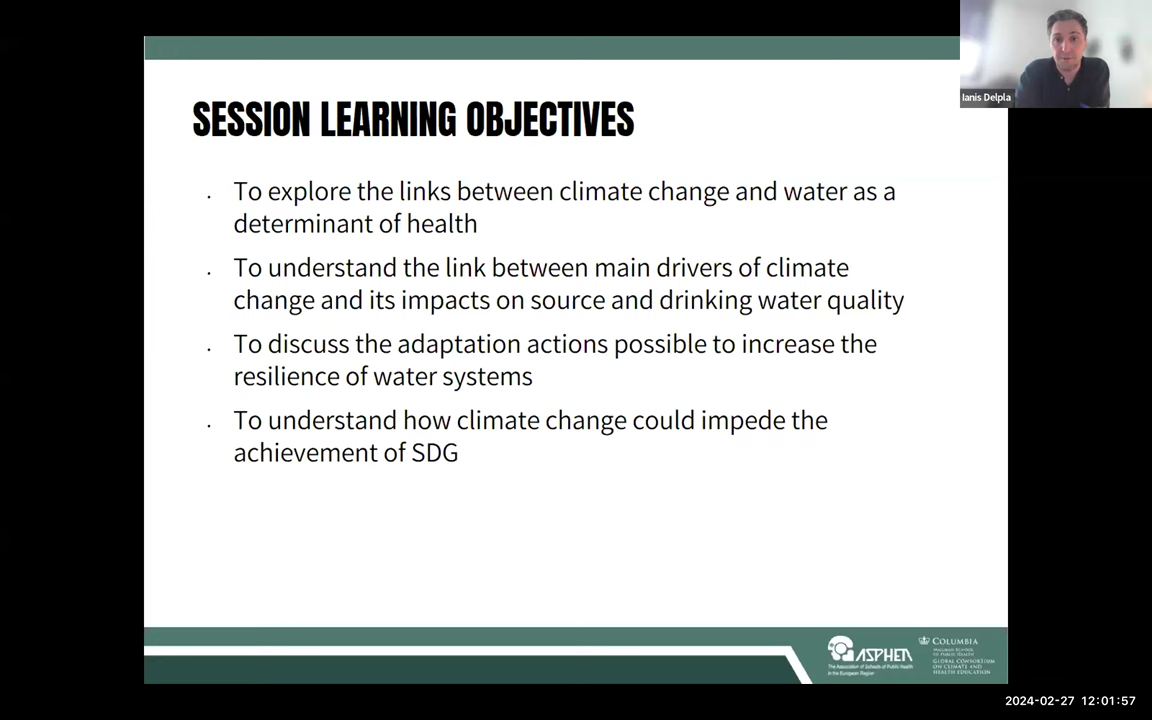 Ianis Delpla
SESSION LEARNING OBJECTIVES
· To explore the links between climate change and water as a
determinant of health
· To understand the link between main drivers of climate
change and its impacts on source and drinking water quality
· To discuss the adaptation actions possible to increase the
resilience of water systems
· To understand how climate change could impede the
achievement of SDG
ASPHER
The Association of Schools of Public Health
in the European Region
COLUMBIA
MAILMAN SCHOOL
OF PUBLIC HEALTH
GLOBAL CONSORTIUM
ON CLIMATE AND
HEALTH EDUCATION
2024-02-27 12:01:57